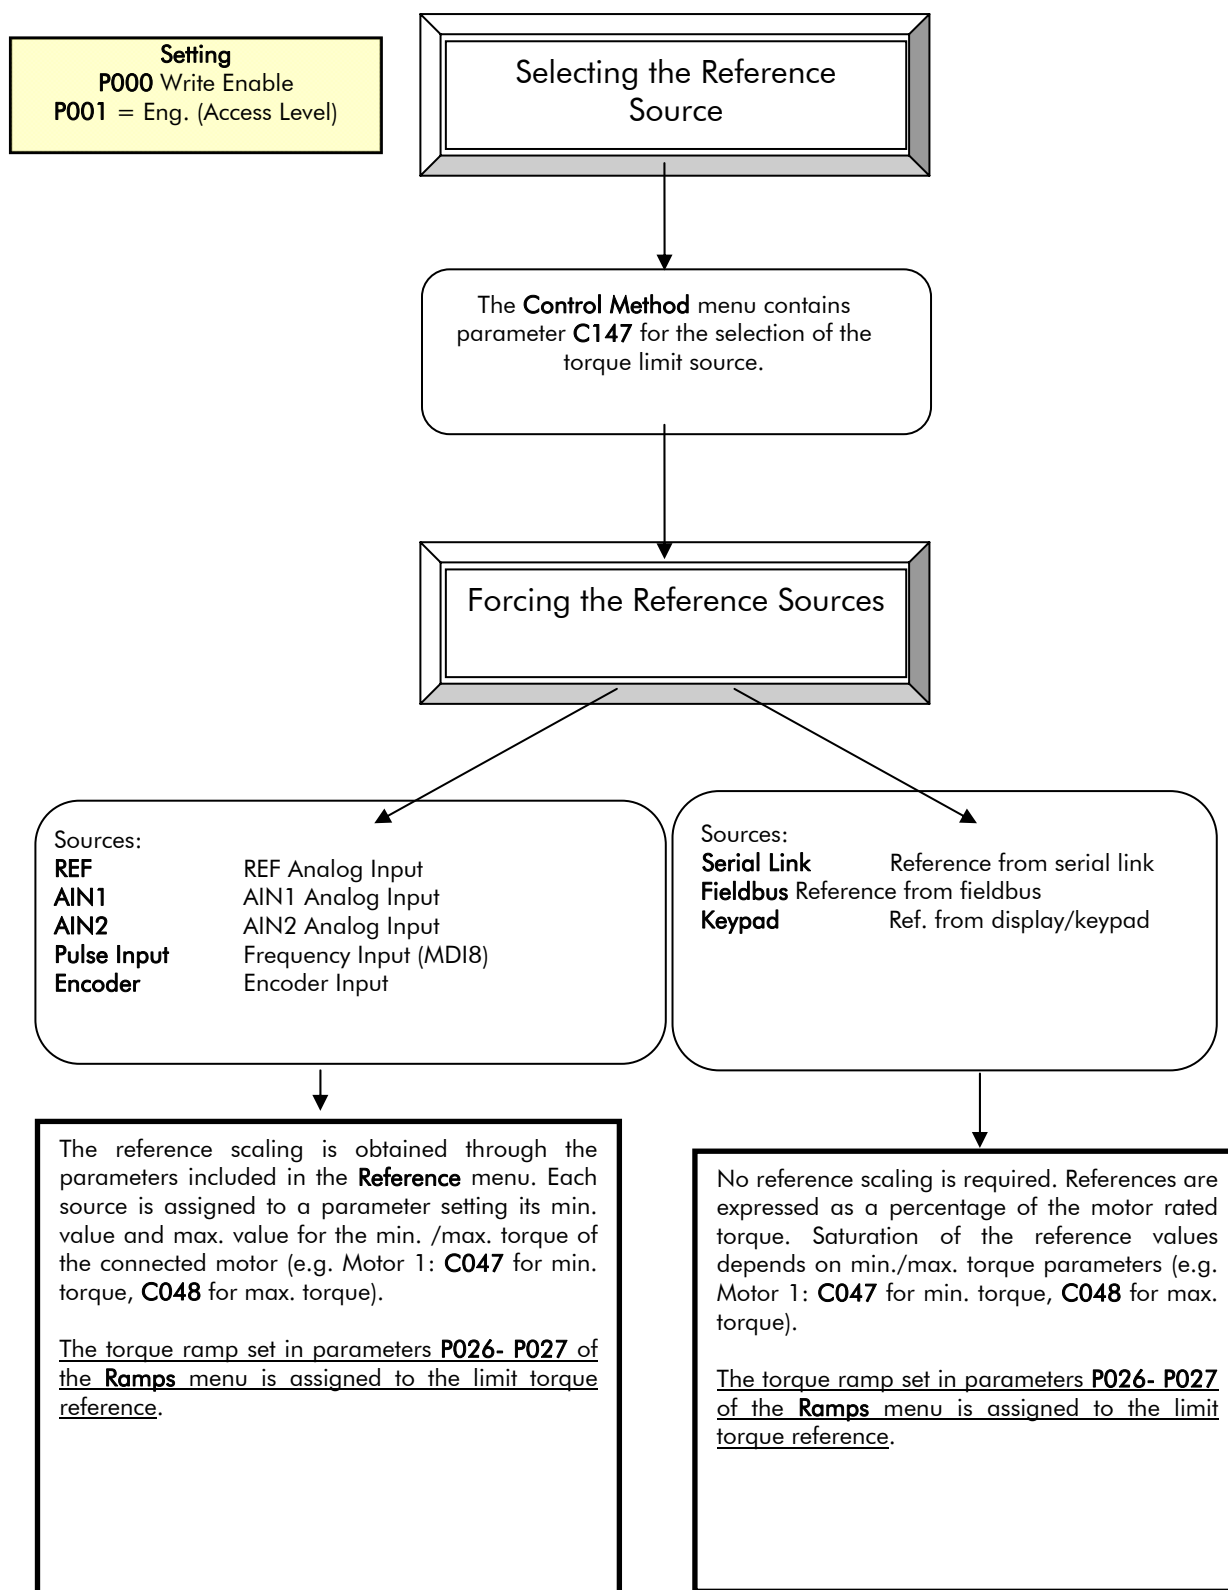 Setting
P000 Write Enable
P001 = Eng. (Access Level)
Selecting the Reference
Source
The Control Method menu contains
parameter C147 for the selection of the
torque limit source.
Forcing the Reference Sources
Sources:
REF REF Analog Input
AIN1 AIN1 Analog Input
AIN2 AIN2 Analog Input
Pulse Input Frequency Input (MDI8)
Encoder Encoder Input
Sources:
Serial Link Reference from serial link
Fieldbus Reference from fieldbus
Keypad Ref. from display/keypad
The reference scaling is obtained through the
parameters included in the Reference menu. Each
source is assigned to a parameter setting its min.
value and max. value for the min. /max. torque of
the connected motor (e.g. Motor 1: C047 for min.
torque, C048 for max. torque).
The torque ramp set in parameters P026- P027 of
the Ramps menu is assigned to the limit torque
reference.
No reference scaling is required. References are
expressed as a percentage of the motor rated
torque. Saturation of the reference values
depends on min./max. torque parameters (e.g.
Motor 1: C047 for min. torque, C048 for max.
torque).
The torque ramp set in parameters P026- P027
of the Ramps menu is assigned to the limit
torque reference.